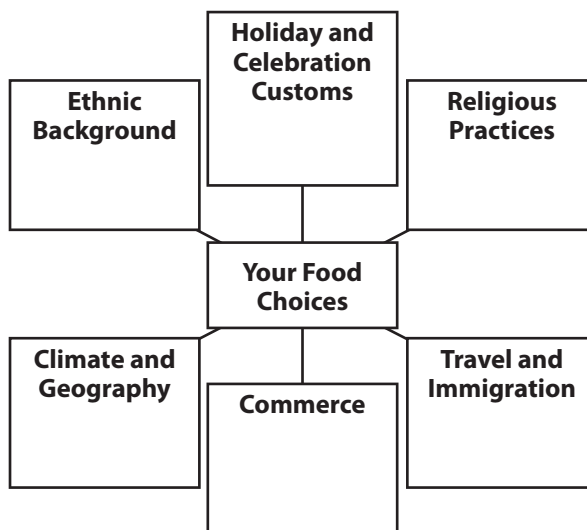 Holiday and
Celebration
Customs
Ethnic
Background
Religious
Practices
Your Food
Choices
Climate and
Geography
Commerce
Travel and
Immigration